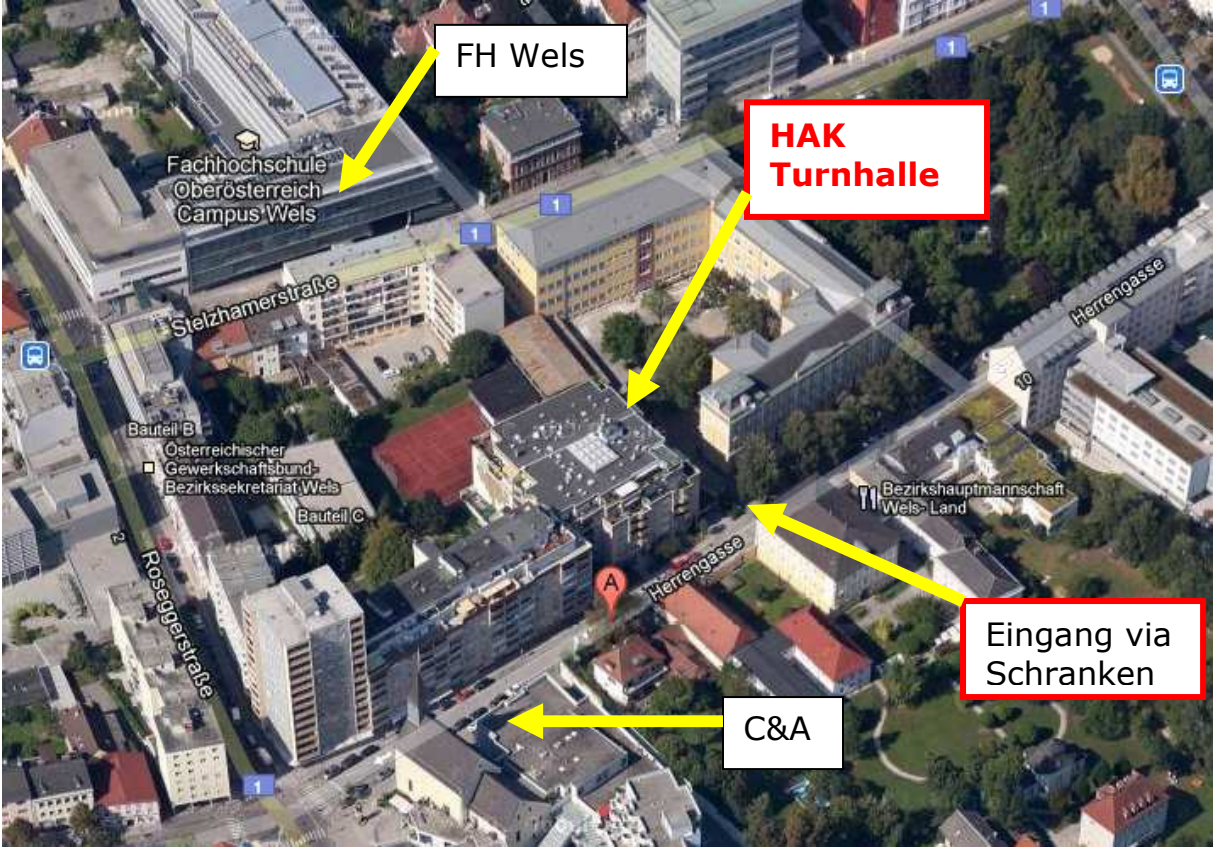 1
1
FH Wels
HAK
Turnhalle
Fachhochschule
Oberösterreich
Campus Wels
1
1
Stelzhamerstraße
Herrengasse
10
Bauteil B
Österreichischer
Gewerkschaftsbund-
Bezirkssekretariat Wels
Bauteil C
Bezirkshauptmannschaft
Wels-Land
2
Roseggerstraße
Herrengasse
A
Eingang via
Schranken
C&A
1